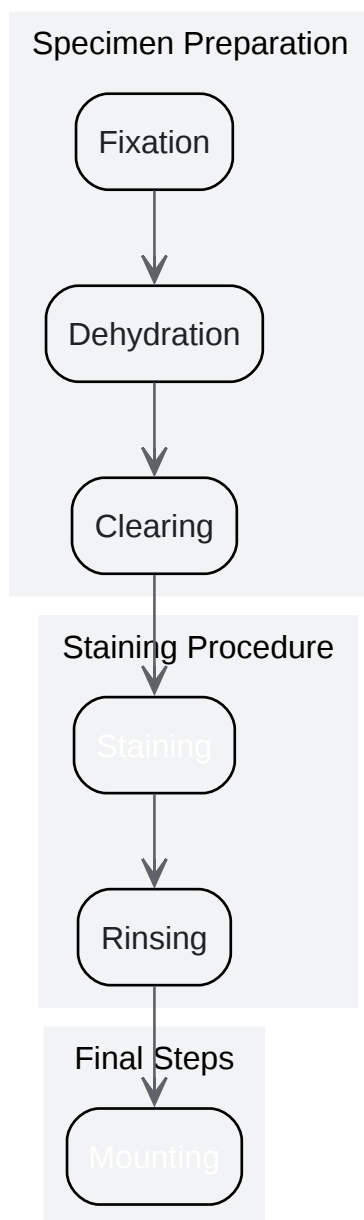 Specimen Preparation
Fixation
Dehydration
Clearing
Staining Procedure
Staining
Rinsing
Final Steps
Mounting